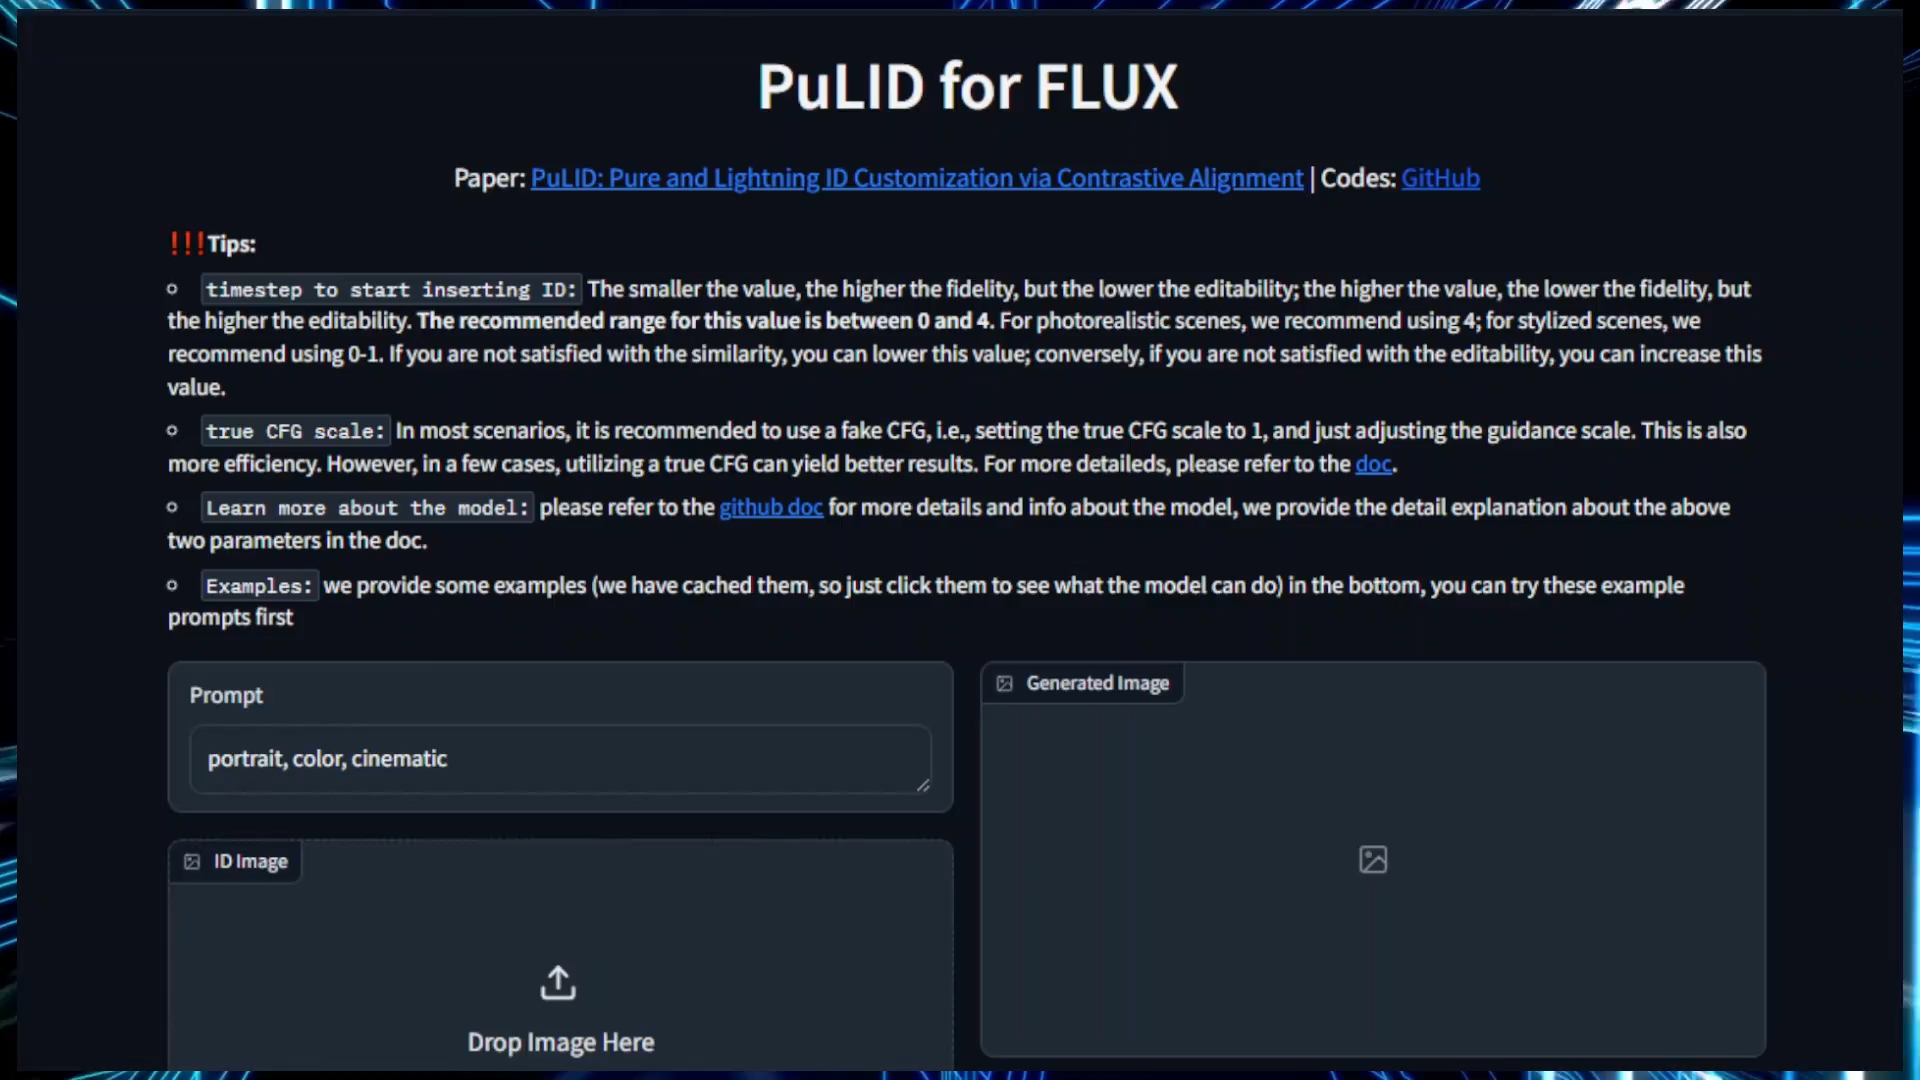 PuLID for FLUX
Paper: PuLID: Pure and Lightning ID Customization via Contrastive Alignment | Codes: GitHub
❗❗❗Tips:
timestep to start inserting ID: The smaller the value, the higher the fidelity, but the lower the editability; the higher the value, the lower the fidelity, but
the higher the editability. The recommended range for this value is between 0 and 4. For photorealistic scenes, we recommend using 4; for stylized scenes, we
recommend using 0-1. If you are not satisfied with the similarity, you can lower this value; conversely, if you are not satisfied with the editability, you can increase this
value.
true CFG scale: In most scenarios, it is recommended to use a fake CFG, i.e., setting the true CFG scale to 1, and just adjusting the guidance scale. This is also
more efficiency. However, in a few cases, utilizing a true CFG can yield better results. For more detaileds, please refer to the doc.
Learn more about the model: please refer to the github doc for more details and info about the model, we provide the detail explanation about the above
two parameters in the doc.
Examples: we provide some examples (we have cached them, so just click them to see what the model can do) in the bottom, you can try these example
prompts first
Prompt
portrait, color, cinematic
ID Image
Drop Image Here
Generated Image